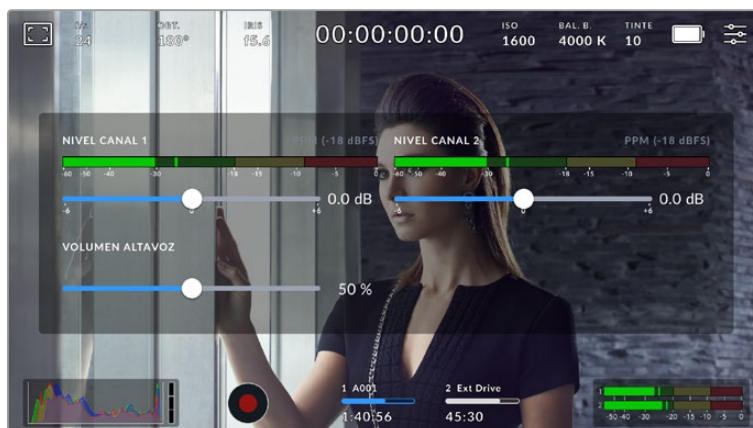 f/s OBT. IRIS 00:00:00:00 ISO BAL. B. TINTE
24 180° f5.6 1600 4000 K 10
NIVEL CANAL 1 PPM (-18 dBFS) NIVEL CANAL 2 PPM (-18 dBFS)
-60 -50 -40 -30 -18 -15 -10 -5 0 -60 -50 -40 -30 -18 -15 -10 -5 0
0.0 dB 0.0 dB
-6 0 +6 -6 0 +6
VOLUMEN ALTAVOZ
50 %
1 A001 2 Ext Drive
1:40:56 45:30
1
2
-50 -40 -30 -20 -15 -10 -5 0